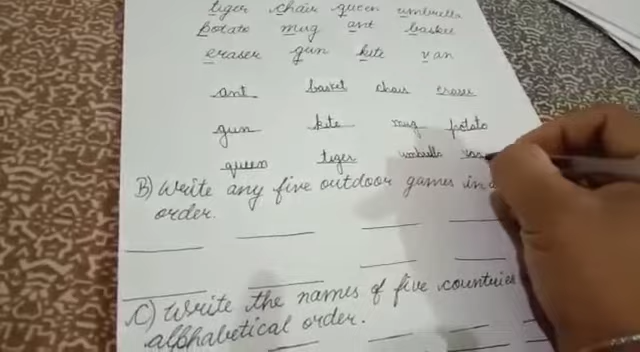 tiger chair queen umbrella
potato mug ant basket
eraser gun kite van
ant basket chair eraser
gun kite mug potato
queen tiger umbrella van
B) Write any five outdoor games in
order.
C) Write the names of five countries
alphabetical order.